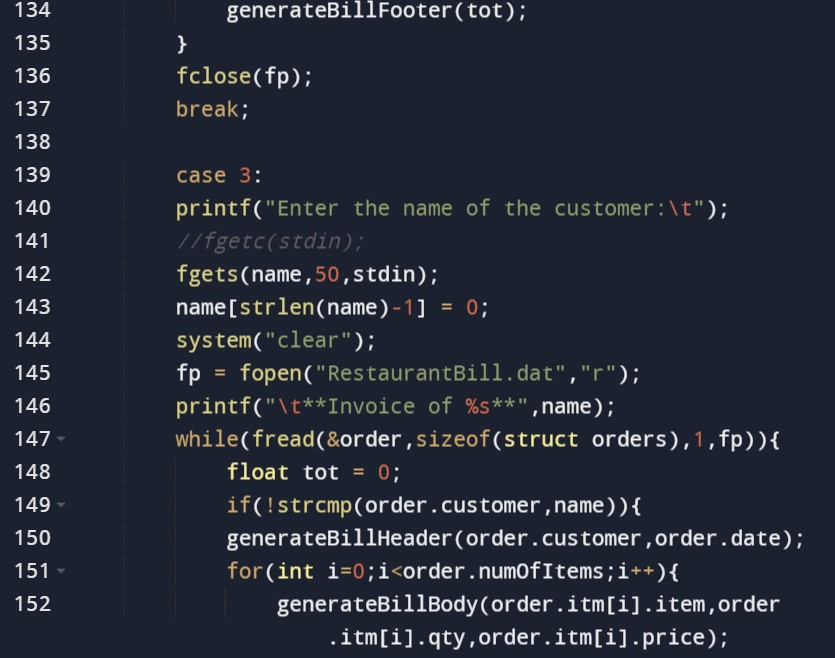 134 generateBillFooter(tot);
135 }
136 fclose(fp);
137 break;
138
139 case 3:
140 printf("Enter the name of the customer:\t");
141 //fgetc(stdin);
142 fgets(name,50,stdin);
143 name[strlen(name)-1] = 0;
144 system("clear");
145 fp = fopen("RestaurantBill.dat","r");
146 printf("\t**Invoice of %s**",name);
147 while(fread(&order,sizeof(struct orders),1,fp)){
148 float tot = 0;
149 if(!strcmp(order.customer,name)){
150 generateBillHeader(order.customer,order.date);
151 for(int i=0;i<order.numOfItems;i++){
152 generateBillBody(order.itm[i].item,order
.itm[i].qty,order.itm[i].price);